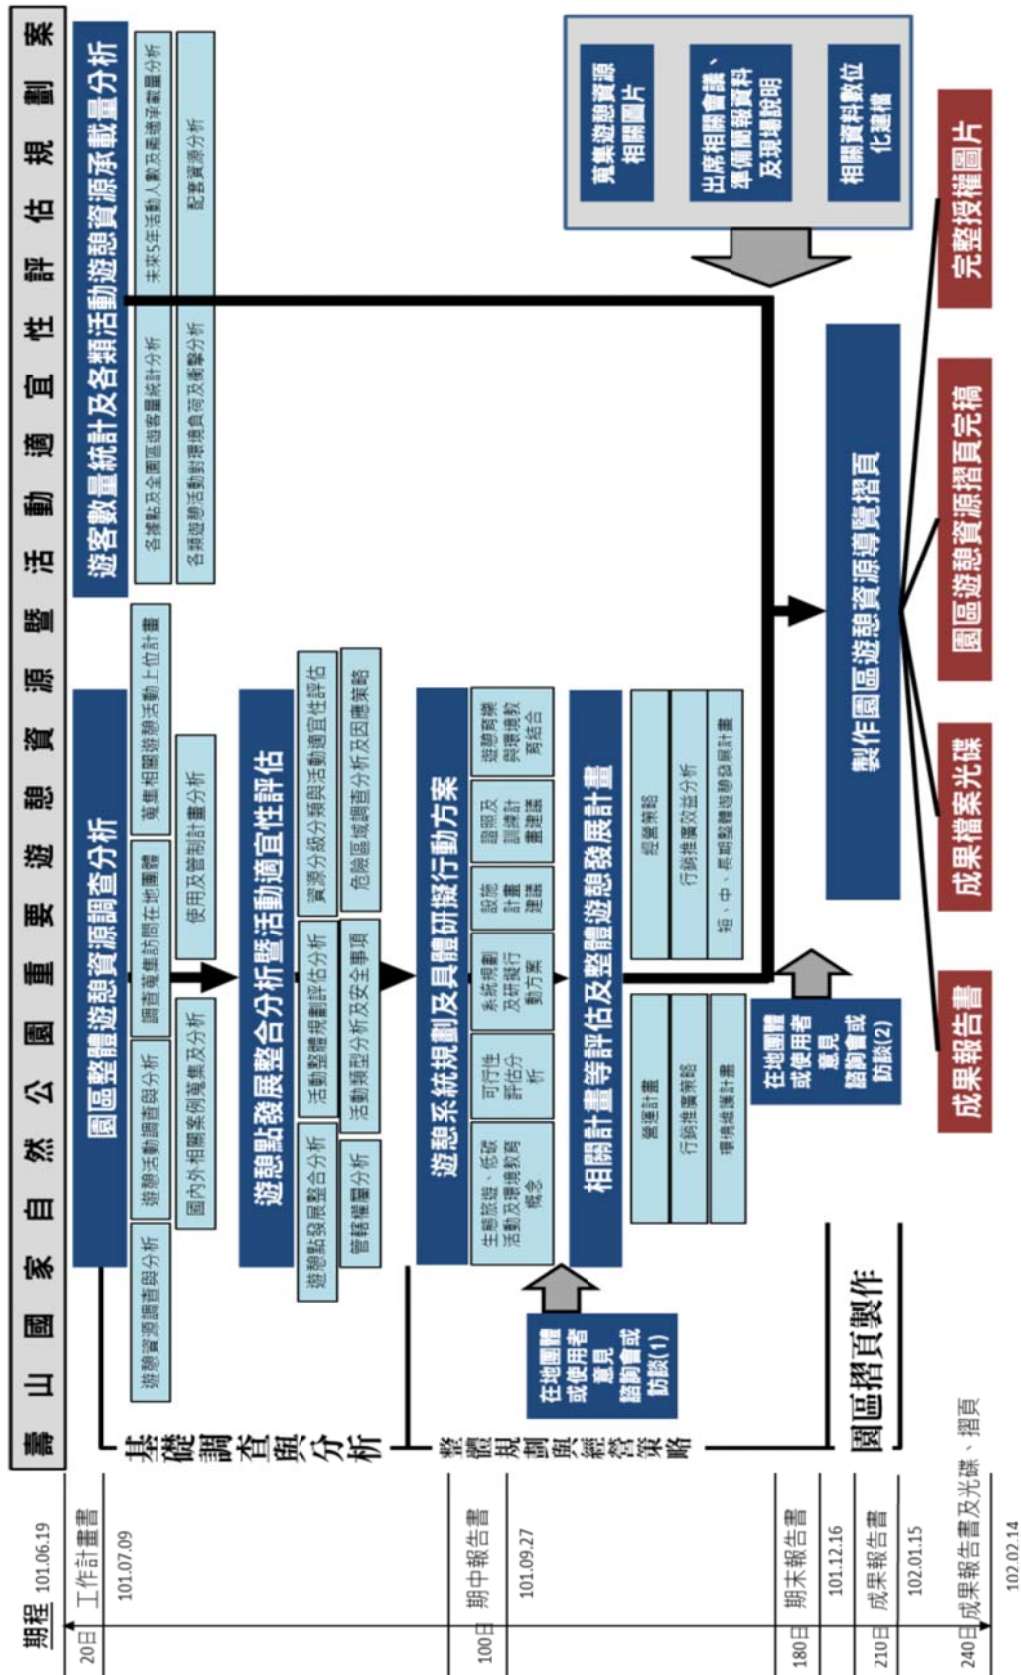 壽山國家自然公園重要遊憩資源暨活動適宜性評估規劃案
期程
101.06.19
20日
工作計畫書
101.07.09
100日
期中報告書
101.09.27
180日
期末報告書
101.12.16
210日
成果報告書
102.01.15
240日
成果報告書及光碟、摺頁
102.02.14
基礎調查與分析
整體規劃與經營策略
園區摺頁製作
園區整體遊憩資源調查分析
遊憩資源調查與分析
遊憩活動調查與分析
調查蒐集訪問在地團體
蒐集相關遊憩活動上位計畫
國內外相關案例蒐集及分析
使用及管制計畫分析
遊憩點發展整合分析暨活動適宜性評估
遊憩點發展整合分析
活動整體規劃評估分析
資源分級分類與活動適宜性評估
管轄權屬分析
活動類型分析及安全事項
危險區域調查分析及因應策略
遊憩系統規劃及具體研擬行動方案
生態旅遊、低碳
活動及環境教育
概念
可行性
評估分
析
系統規劃
及研擬行
動方案
設施
計畫
建議
證照及
訓練計
畫建議
遊憩育樂
與環境教
育結合
在地團體
或使用者
意見
諮詢會或
訪談(1)
相關計畫等評估及整體遊憩發展計畫
營運計畫
經營策略
行銷推廣策略
行銷推廣效益分析
環境維護計畫
短、中、長期整體遊憩發展計畫
在地團體
或使用者
意見
諮詢會或
訪談(2)
遊客數量統計及各類活動遊憩資源承載量分析
各據點及全園區遊客量統計分析
未來5年活動人數及最適承載量分析
各類遊憩活動對環境負荷及衝擊分析
配套資源分析
蒐集遊憩資源
相關圖片
出席相關會議、
準備簡報資料
及現場說明
相關資料數位
化建檔
製作園區遊憩資源導覽摺頁
成果報告書
成果檔案光碟
園區遊憩資源摺頁完稿
完整授權圖片